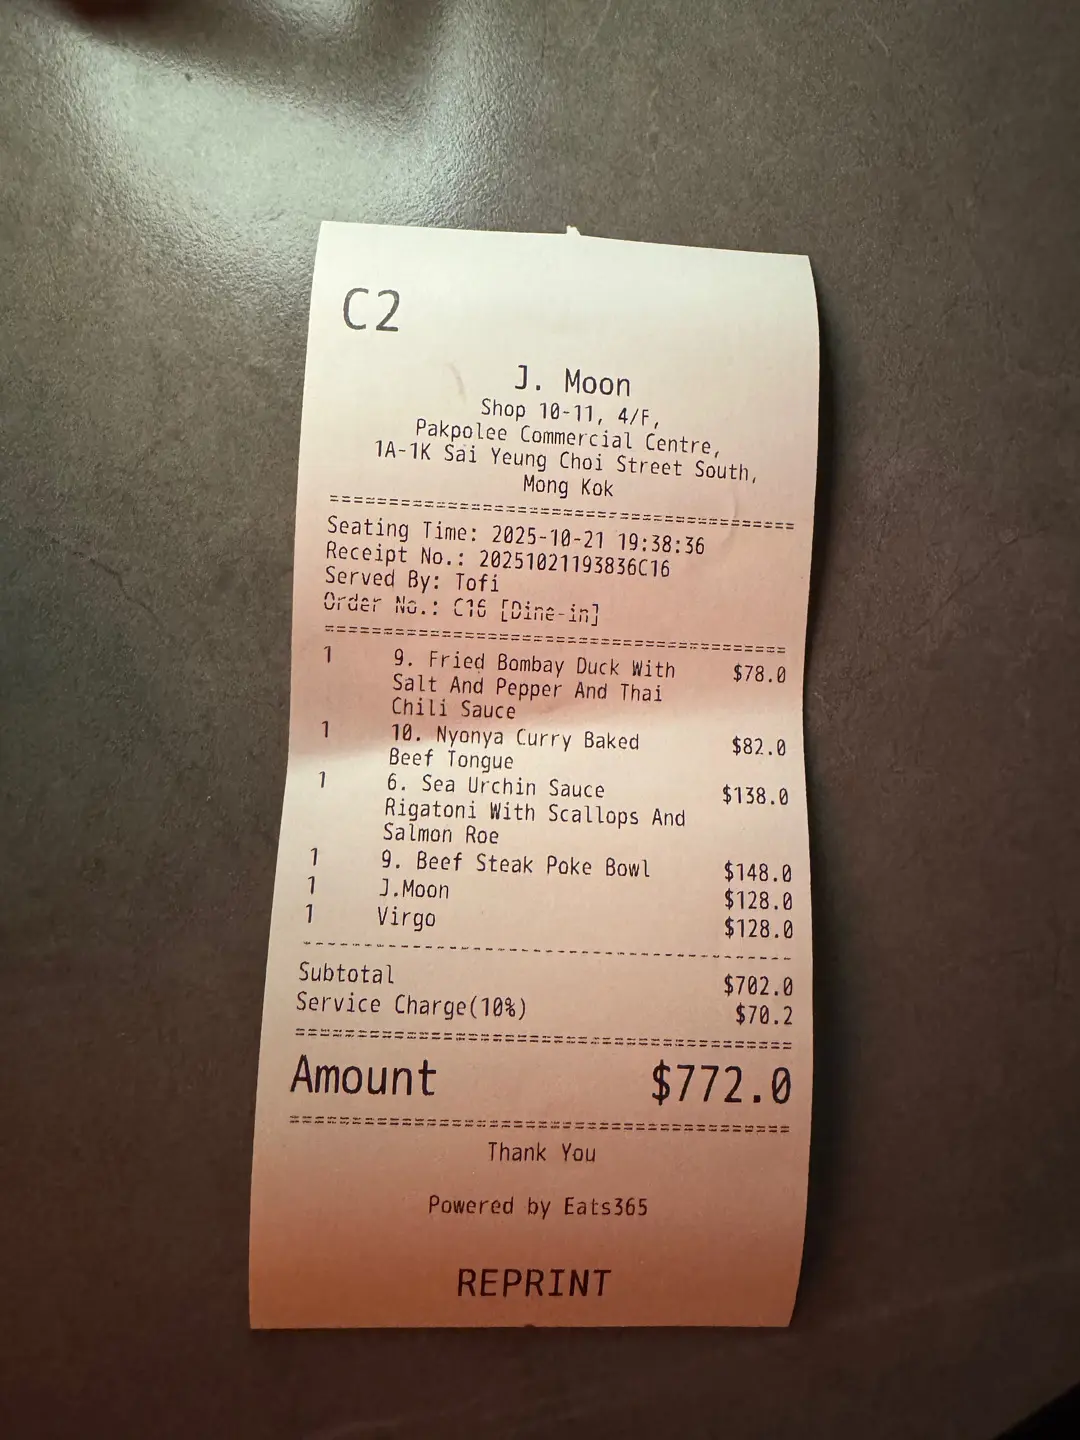 C2
J. Moon
Shop 10-11, 4/F,
Pakpolee Commercial Centre,
1A-1K Sai Yeung Choi Street South,
Mong Kok
========================================
Seating Time: 2025-10-21 19:38:36
Receipt No.: 20251021193836C16
Served By: Tofi
Order No.: C16 [Dine-in]
========================================
1 9. Fried Bombay Duck With $78.0
Salt And Pepper And Thai
Chili Sauce
1 10. Nyonya Curry Baked $82.0
Beef Tongue
1 6. Sea Urchin Sauce $138.0
Rigatoni With Scallops And
Salmon Roe
1 9. Beef Steak Poke Bowl $148.0
1 J.Moon $128.0
1 Virgo $128.0
----------------------------------------
Subtotal $702.0
Service Charge(10%) $70.2
========================================
Amount $772.0
========================================
Thank You
Powered by Eats365
REPRINT